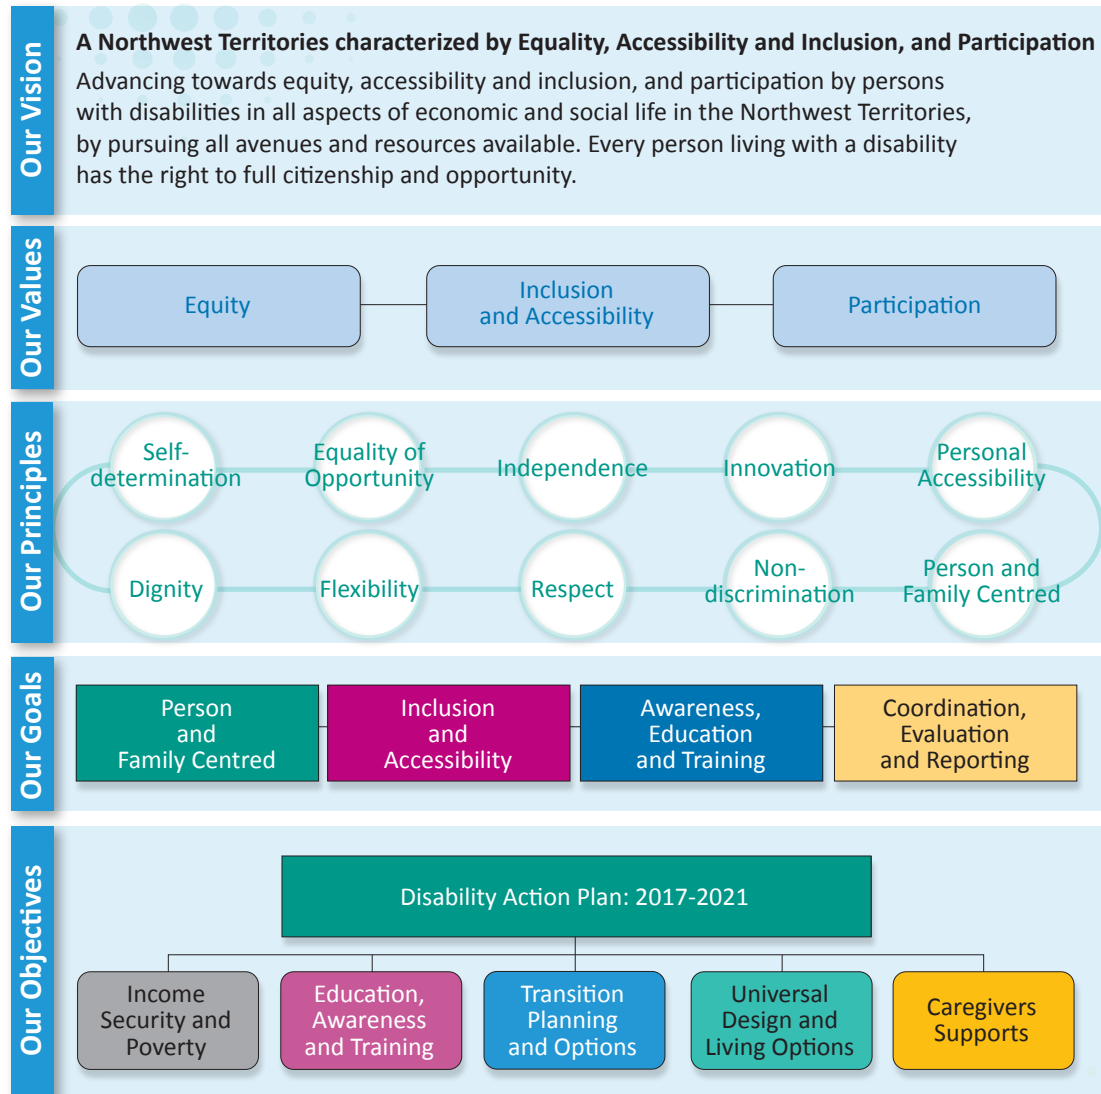 Our Vision
A Northwest Territories characterized by Equality, Accessibility and Inclusion, and Participation
Advancing towards equity, accessibility and inclusion, and participation by persons
with disabilities in all aspects of economic and social life in the Northwest Territories,
by pursuing all avenues and resources available. Every person living with a disability
has the right to full citizenship and opportunity.
Our Values
Equity
Inclusion
and Accessibility
Participation
Our Principles
Self-
determination
Equality of
Opportunity
Independence
Innovation
Personal
Accessibility
Dignity
Flexibility
Respect
Non-
discrimination
Person and
Family Centred
Our Goals
Person
and
Family Centred
Inclusion
and
Accessibility
Awareness,
Education
and Training
Coordination,
Evaluation
and Reporting
Our Objectives
Disability Action Plan: 2017-2021
Income
Security and
Poverty
Education,
Awareness
and Training
Transition
Planning
and Options
Universal
Design and
Living Options
Caregivers
Supports